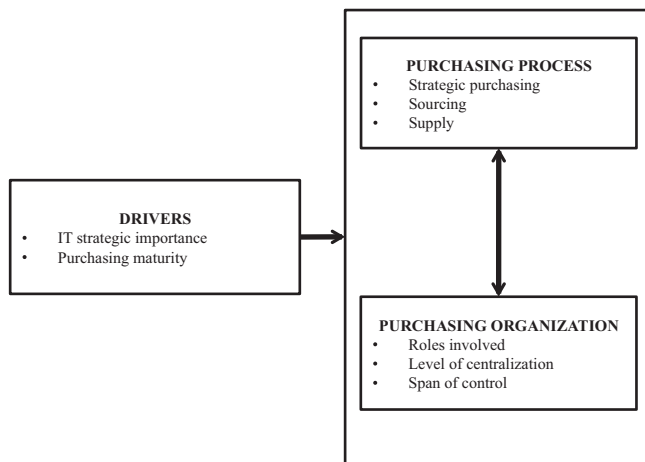 PURCHASING PROCESS
• Strategic purchasing
• Sourcing
• Supply
DRIVERS
• IT strategic importance
• Purchasing maturity
PURCHASING ORGANIZATION
• Roles involved
• Level of centralization
• Span of control